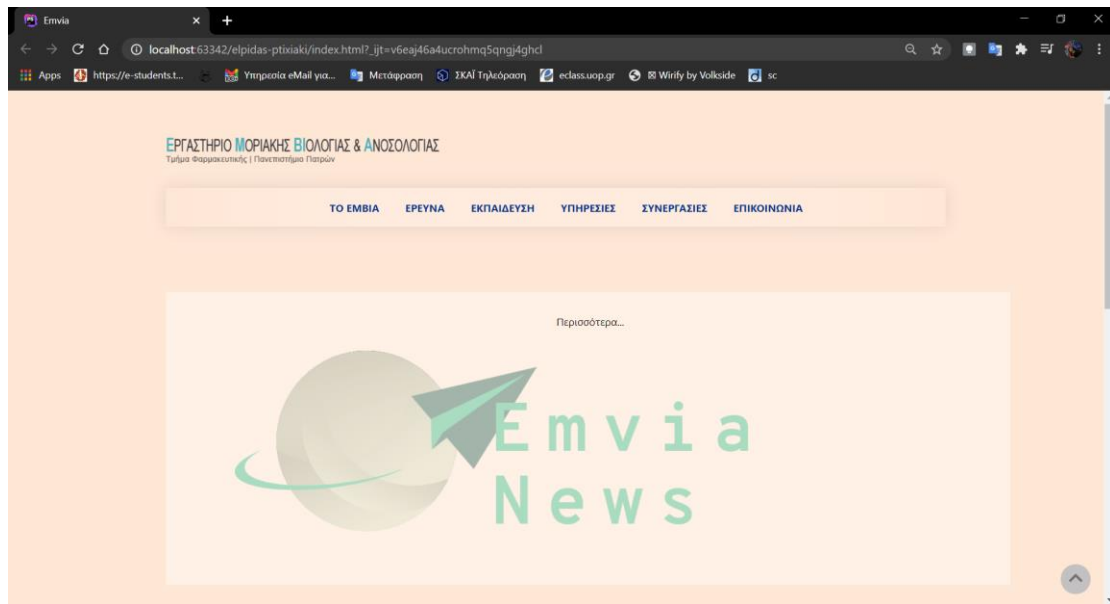 Emvia
localhost:63342/elpidas-ptixiaki/index.html?_ijt=v6eaj46a4ucrohmq5qngj4ghcl
Apps https://e-students.t... Υπηρεσία eMail για... Μετάφραση ΣΚΑΪ Τηλεόραση eclass.uop.gr ⊠ Wirify by Volkside sc
ΕΡΓΑΣΤΗΡΙΟ ΜΟΡΙΑΚΗΣ ΒΙΟΛΟΓΙΑΣ & ΑΝΟΣΟΛΟΓΙΑΣ
Τμήμα Φαρμακευτικής | Πανεπιστήμιο Πατρών
ΤΟ ΕΜΒΙΑ ΕΡΕΥΝΑ ΕΚΠΑΙΔΕΥΣΗ ΥΠΗΡΕΣΙΕΣ ΣΥΝΕΡΓΑΣΙΕΣ ΕΠΙΚΟΙΝΩΝΙΑ
Περισσότερα...
Emvia
News